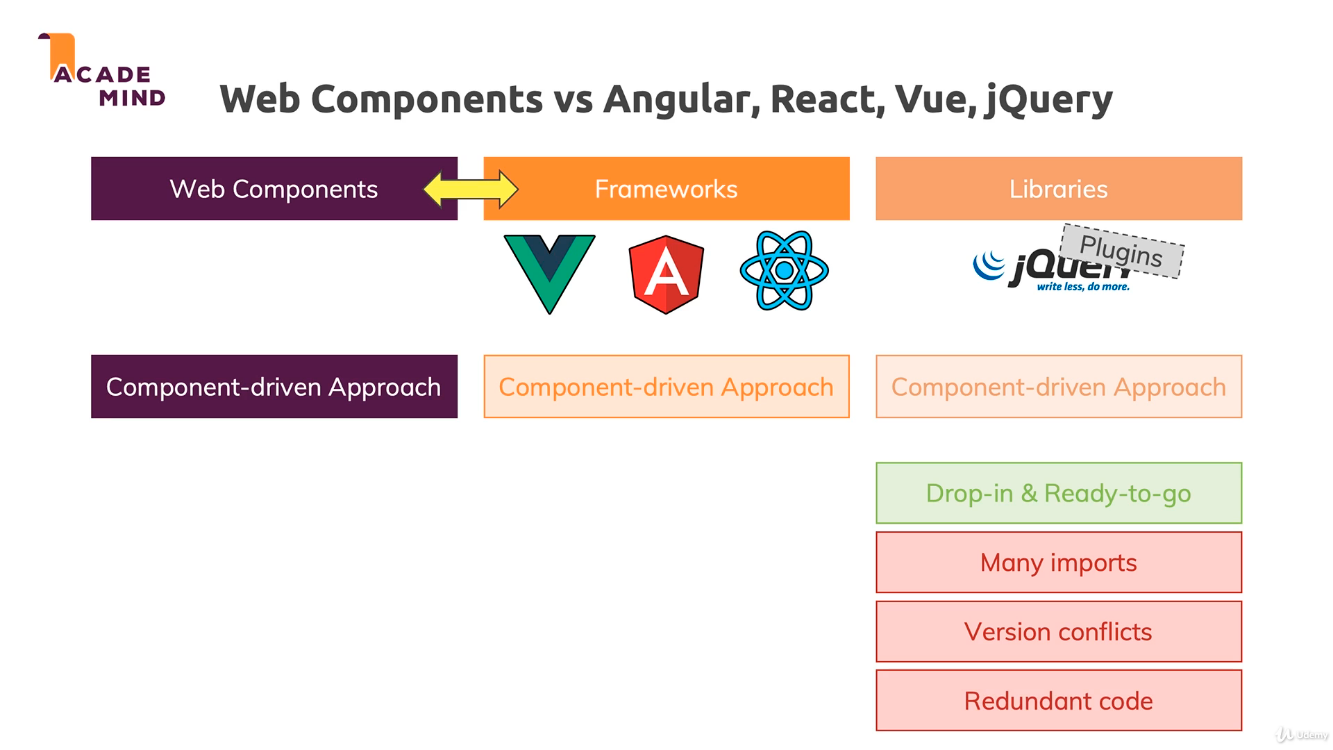 ACADE
MIND
Web Components vs Angular, React, Vue, jQuery
Web Components
Frameworks
Libraries
A
jQuery
Plugins
write less, do more.
Component-driven Approach
Component-driven Approach
Component-driven Approach
Drop-in & Ready-to-go
Many imports
Version conflicts
Redundant code
Udemy